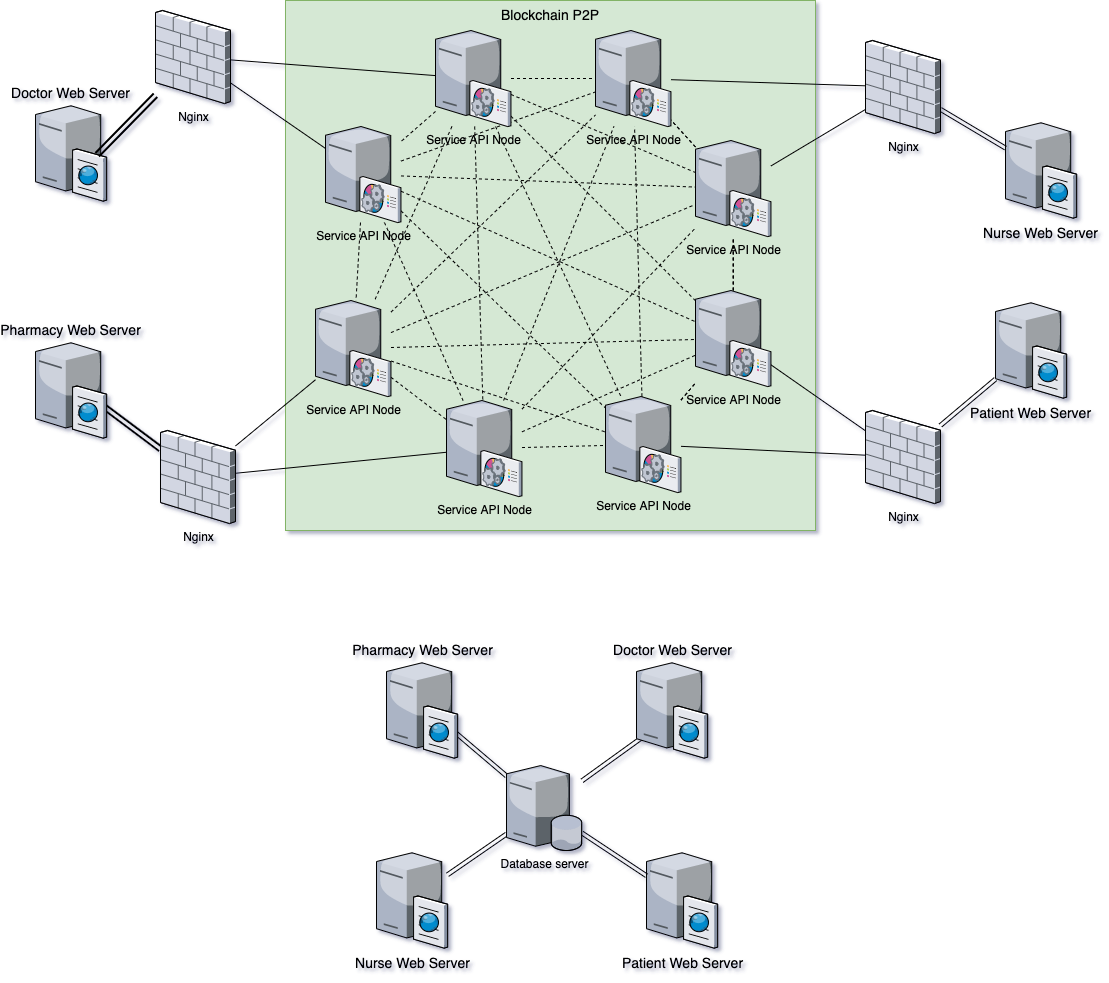 Blockchain P2P
Doctor Web Server
Nginx
Service API Node
Service API Node
Nginx
Nurse Web Server
Service API Node
Service API Node
Pharmacy Web Server
Service API Node
Service API Node
Patient Web Server
Nginx
Service API Node
Service API Node
Nginx
Pharmacy Web Server
Doctor Web Server
Database server
Nurse Web Server
Patient Web Server